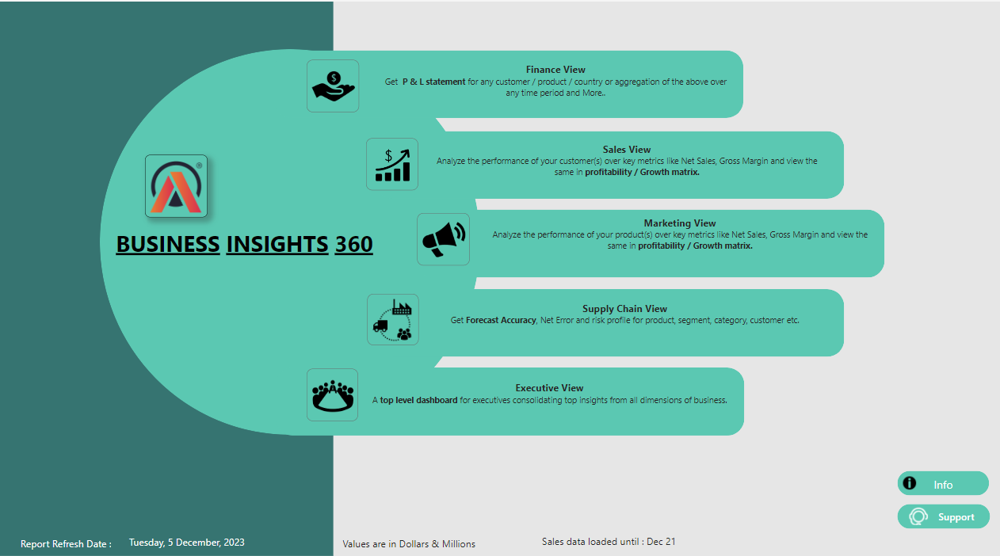 Finance View
Get P & L statement for any customer / product / country or aggregation of the above over
any time period and More..
Sales View
Analyze the performance of your customer(s) over key metrics like Net Sales, Gross Margin and view the
same in profitability / Growth matrix.
BUSINESS INSIGHTS 360
Marketing View
Analyze the performance of your product(s) over key metrics like Net Sales, Gross Margin and view the
same in profitability / Growth matrix.
Supply Chain View
Get Forecast Accuracy, Net Error and risk profile for product, segment, category, customer etc.
Executive View
A top level dashboard for executives consolidating top insights from all dimensions of business.
Info
Support
Report Refresh Date : Tuesday, 5 December, 2023
Values are in Dollars & Millions
Sales data loaded until : Dec 21